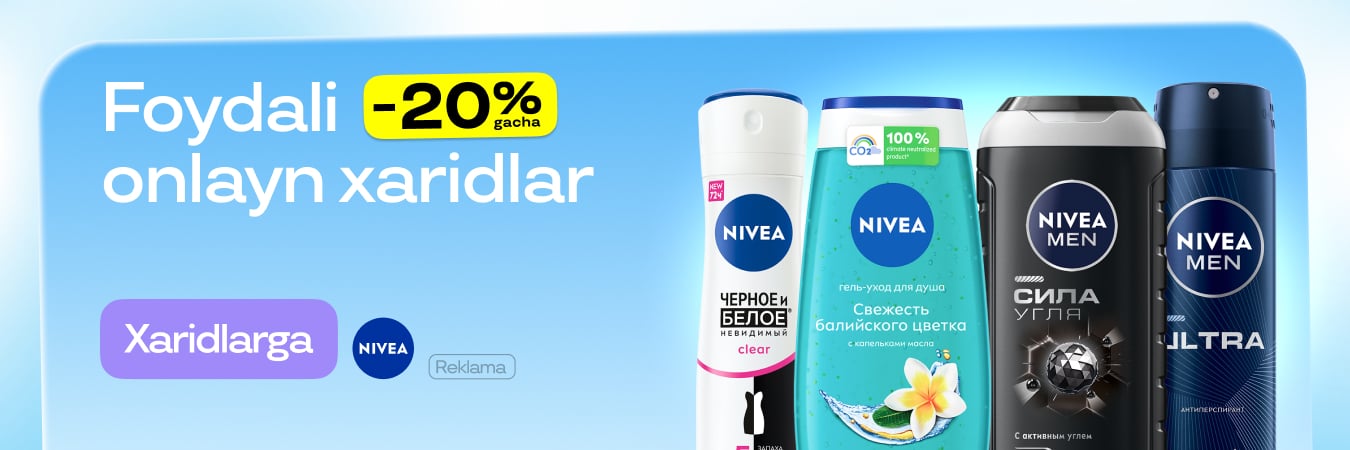 Foydali
-20%
gacha
onlayn xaridlar
Xaridlarga
NIVEA
Reklama
NEW
72H
NIVEA
ЧЕРНОЕ и
БЕЛОЕ®
НЕВИДИМЫЙ
clear
ЗАПАХА
CO2
100%
climate neutralized
product*
NIVEA
гель-уход для душа
Свежесть
балийского цветка
с капельками масла
NIVEA
MEN
СИЛА
УГЛЯ
С активным углем
NIVEA
MEN
ULTRA
АНТИПЕРСПИРАНТ